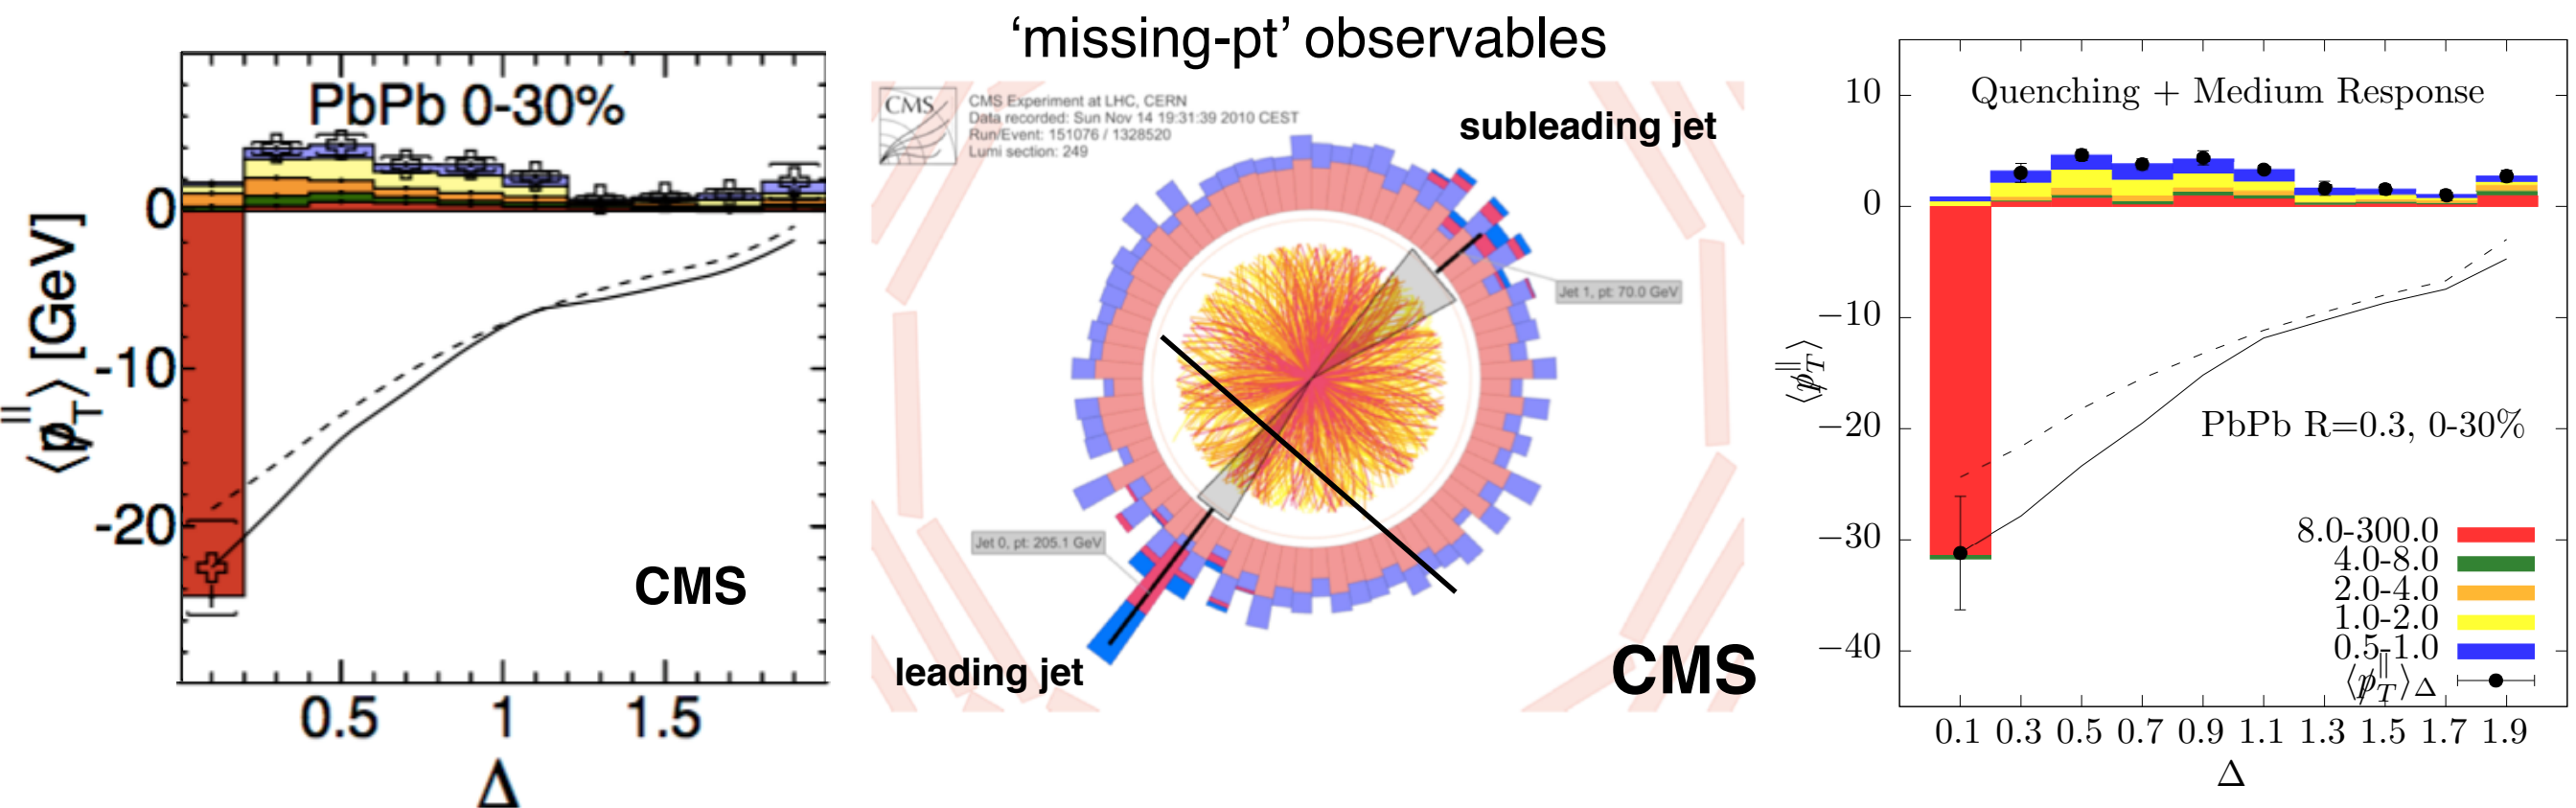 ‘missing-pt’ observables
PbPb 0-30%
⟨p̸_T^||⟩ [GeV]
0
-10
-20
0.5
1
1.5
Δ
CMS
CMS
CMS Experiment at LHC, CERN
Data recorded: Sun Nov 14 19:31:39 2010 CEST
Run/Event: 151076 / 1328520
Lumi section: 249
subleading jet
Jet 1, pt: 70.0 GeV
Jet 0, pt: 205.1 GeV
leading jet
CMS
Quenching + Medium Response
⟨p̸_T^||⟩
10
0
−10
−20
−30
−40
PbPb R=0.3, 0-30%
8.0-300.0
4.0-8.0
2.0-4.0
1.0-2.0
0.5-1.0
⟨p̸_T^||⟩_Δ
0.1 0.3 0.5 0.7 0.9 1.1 1.3 1.5 1.7 1.9
Δ